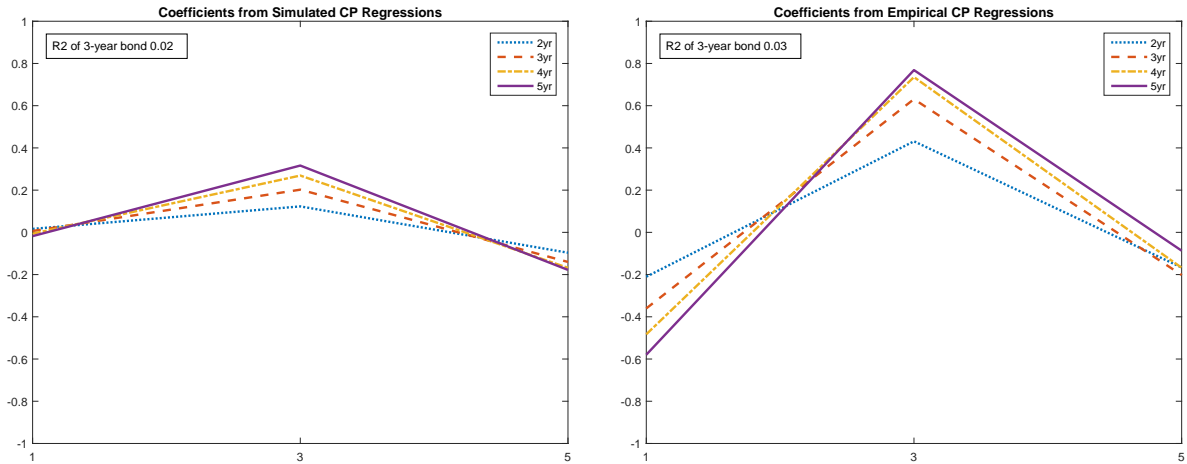 Coefficients from Simulated CP Regressions
R2 of 3-year bond 0.02
2yr
3yr
4yr
5yr
1
0.8
0.6
0.4
0.2
0
-0.2
-0.4
-0.6
-0.8
-1
1
3
5
Coefficients from Empirical CP Regressions
R2 of 3-year bond 0.03
2yr
3yr
4yr
5yr
1
0.8
0.6
0.4
0.2
0
-0.2
-0.4
-0.6
-0.8
-1
1
3
5